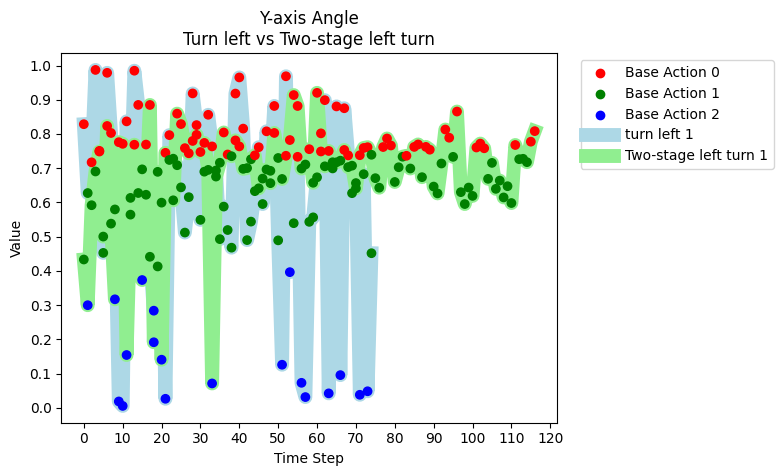 Y-axis Angle
Turn left vs Two-stage left turn
Value
1.0
0.9
0.8
0.7
0.6
0.5
0.4
0.3
0.2
0.1
0.0
0 10 20 30 40 50 60 70 80 90 100 110 120
Time Step
Base Action 0
Base Action 1
Base Action 2
turn left 1
Two-stage left turn 1